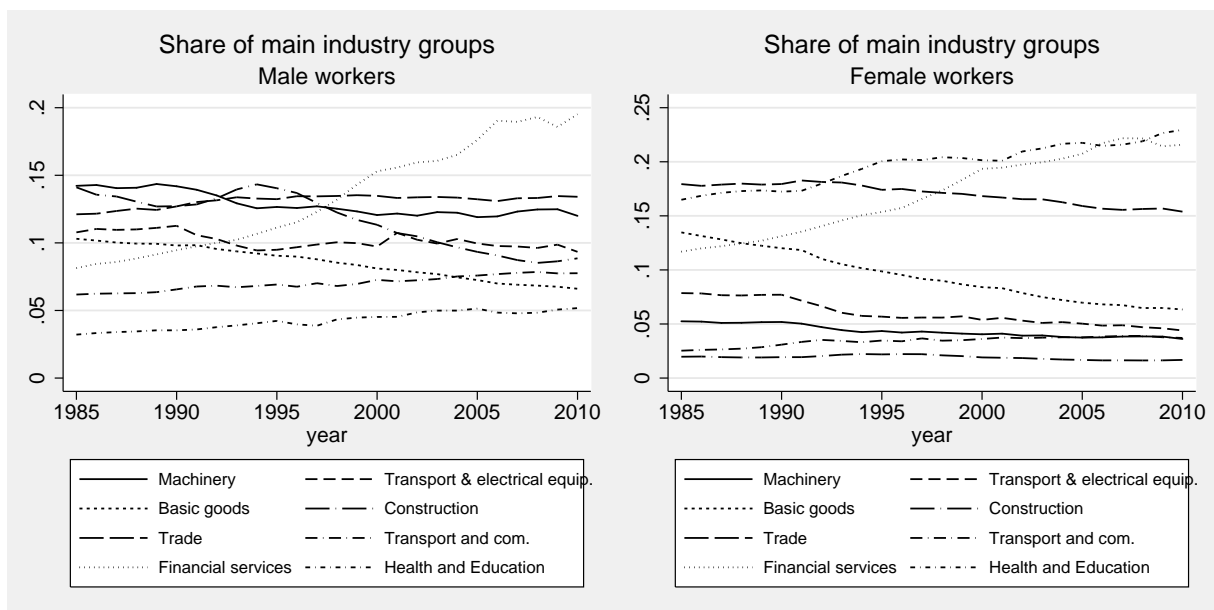 Share of main industry groups
Male workers
.2
.15
.1
.05
0
1985 1990 1995 2000 2005 2010
year
Machinery Transport & electrical equip.
Basic goods Construction
Trade Transport and com.
Financial services Health and Education
Share of main industry groups
Female workers
.25
.2
.15
.1
.05
0
1985 1990 1995 2000 2005 2010
year
Machinery Transport & electrical equip.
Basic goods Construction
Trade Transport and com.
Financial services Health and Education